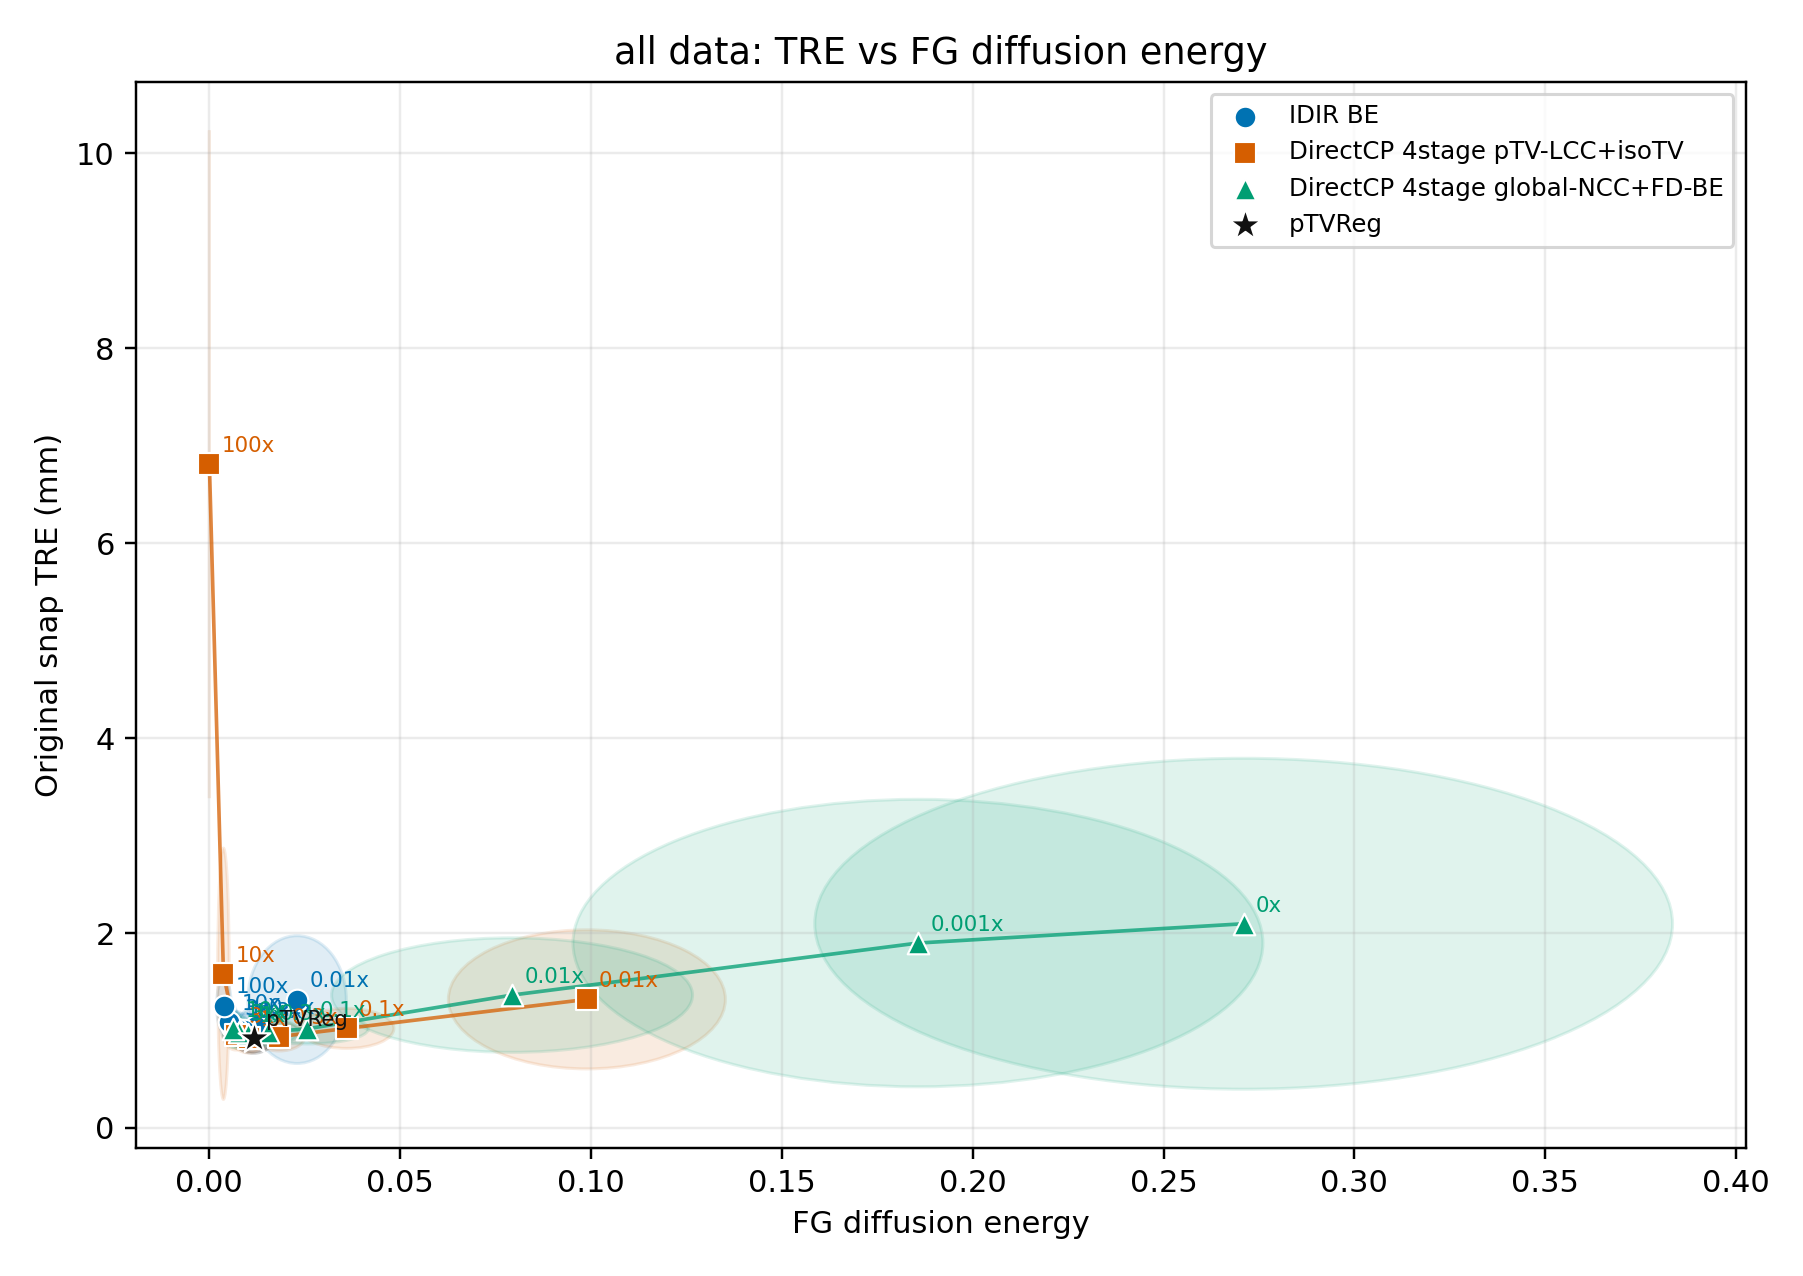 all data: TRE vs FG diffusion energy
IDIR BE
DirectCP 4stage pTV-LCC+isoTV
DirectCP 4stage global-NCC+FD-BE
pTVReg
Original snap TRE (mm)
10
8
6
4
2
0
100x
10x
100x
0.01x
10x
0.1x
0.1x
pTVReg
0.01x
0.01x
0.001x
0x
0.00 0.05 0.10 0.15 0.20 0.25 0.30 0.35 0.40
FG diffusion energy